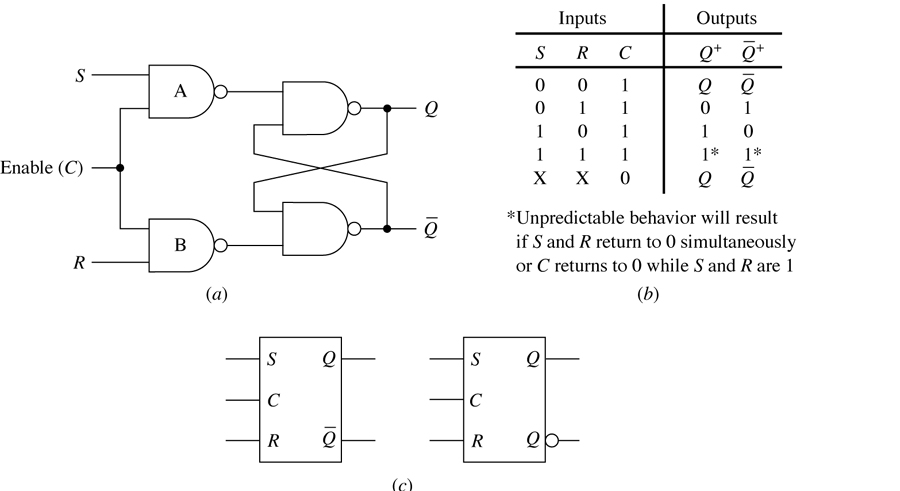 S
A
Q
Enable (C)
B
Q̅
R
(a)
Inputs Outputs
S R C Q⁺ Q̅⁺
0 0 1 Q Q̅
0 1 1 0 1
1 0 1 1 0
1 1 1 1* 1*
X X 0 Q Q̅
*Unpredictable behavior will result
if S and R return to 0 simultaneously
or C returns to 0 while S and R are 1
(b)
S Q
C
R Q̅
S Q
C
R Q
(c)